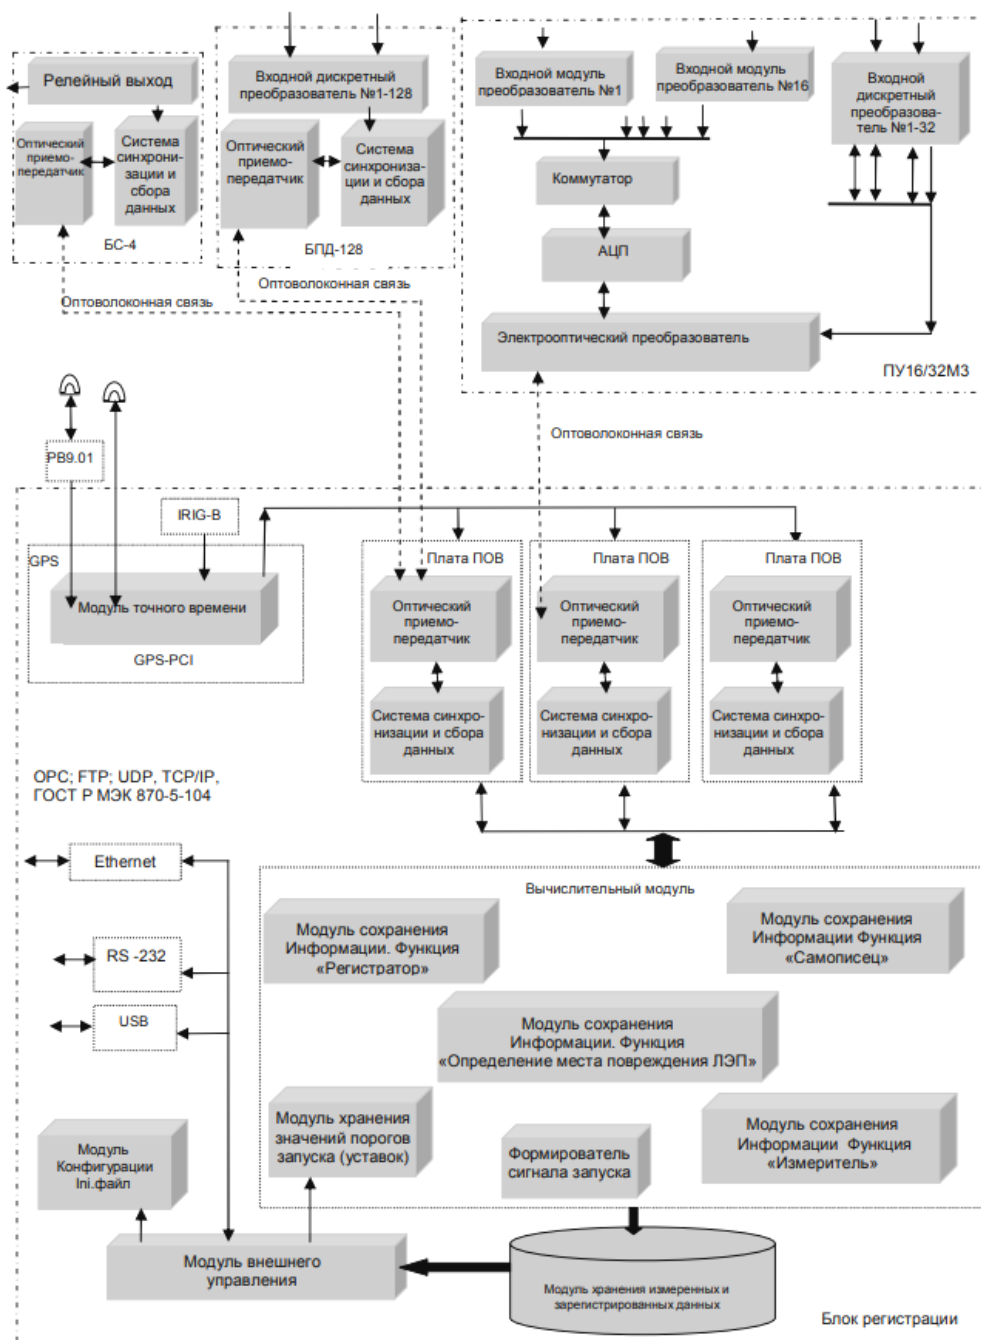 Релейный выход
Оптический
приемо-
передатчик
Система
синхрони-
зации и
сбора
данных
БС-4
Входной дискретный
преобразователь №1-128
Оптический
приемо-
передатчик
Система
синхрониза-
ции и сбора
данных
БПД-128
Входной модуль
преобразователь №1
Входной модуль
преобразователь №16
Входной
дискретный
преобразова-
тель №1-32
Коммутатор
АЦП
Электрооптический преобразователь
ПУ16/32М3
Оптоволоконная связь
Оптоволоконная связь
Оптоволоконная связь
РВ9.01
IRIG-B
GPS
Модуль точного времени
GPS-PCI
Плата ПОВ
Оптический
приемо-
передатчик
Система синхро-
низации и сбора
данных
Плата ПОВ
Оптический
приемо-
передатчик
Система синхро-
низации и сбора
данных
Плата ПОВ
Оптический
приемо-
передатчик
Система синхро-
низации и сбора
данных
OPC; FTP; UDP, TCP/IP,
ГОСТ Р МЭК 870-5-104
Ethernet
RS -232
USB
Вычислительный модуль
Модуль сохранения
Информации. Функция
«Регистратор»
Модуль сохранения
Информации Функция
«Самописец»
Модуль сохранения
Информации. Функция
«Определение места повреждения ЛЭП»
Модуль хранения
значений порогов
запуска (уставок)
Формирователь
сигнала запуска
Модуль сохранения
Информации Функция
«Измеритель»
Модуль
Конфигурации
Ini.файл
Модуль внешнего
управления
Модуль хранения измеренных и
зарегистрированных данных
Блок регистрации